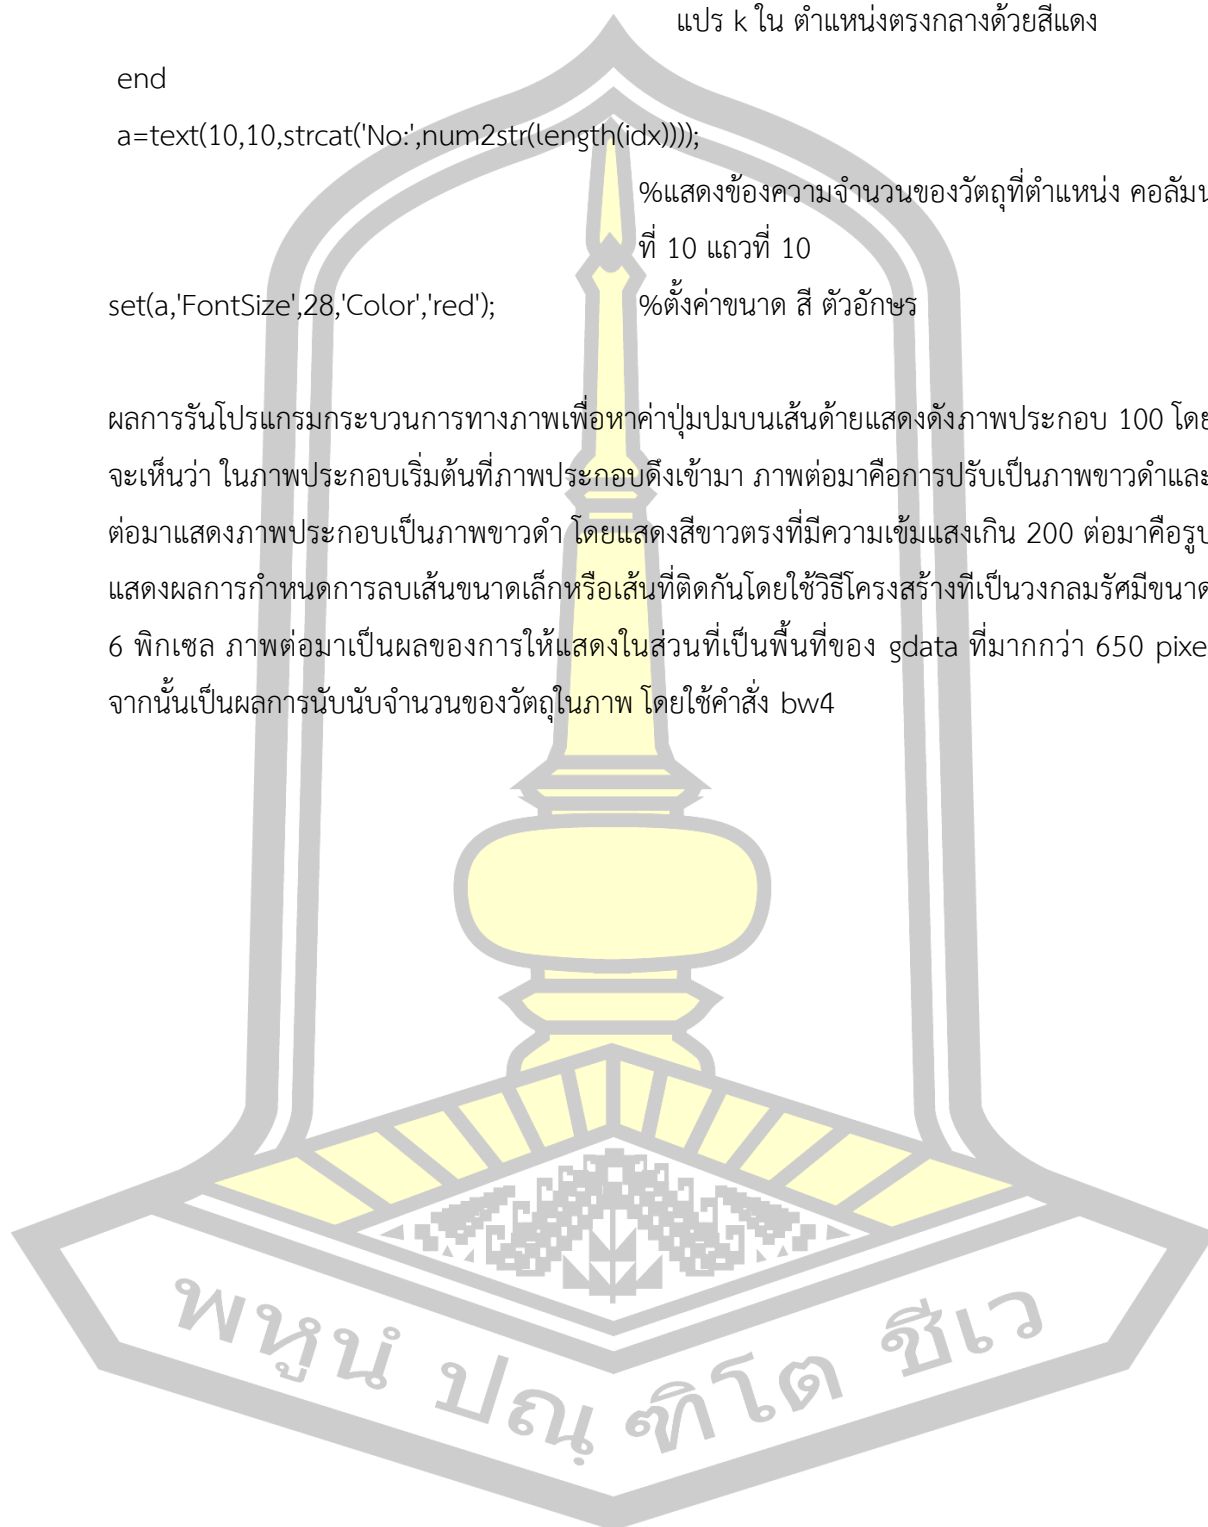 แปร k ใน ตำแหน่งตรงกลางด้วยสีแดง
end
a=text(10,10,strcat('No:',num2str(length(idx))));
%แสดงข้องความจำนวนของวัตถุที่ตำแหน่ง คอลัมน
ที่ 10 แถวที่ 10
set(a,'FontSize',28,'Color','red'); %ตั้งค่าขนาด สี ตัวอักษร
ผลการรันโปรแกรมกระบวนการทางภาพเพื่อหาค่าปุ่มปมบนเส้นด้ายแสดงดังภาพประกอบ 100 โดย
จะเห็นว่า ในภาพประกอบเริ่มต้นที่ภาพประกอบดึงเข้ามา ภาพต่อมาคือการปรับเป็นภาพขาวดำและ
ต่อมาแสดงภาพประกอบเป็นภาพขาวดำ โดยแสดงสีขาวตรงที่มีความเข้มแสงเกิน 200 ต่อมาคือรูป
แสดงผลการกำหนดการลบเส้นขนาดเล็กหรือเส้นที่ติดกันโดยใช้วิธีโครงสร้างทีเป็นวงกลมรัศมีขนาด
6 พิกเซล ภาพต่อมาเป็นผลของการให้แสดงในส่วนที่เป็นพื้นที่ของ gdata ที่มากกว่า 650 pixe
จากนั้นเป็นผลการนับนับจำนวนของวัตถุในภาพ โดยใช้คำสั่ง bw4
พหูนํ ปณฺ ฑิโต ชีเว